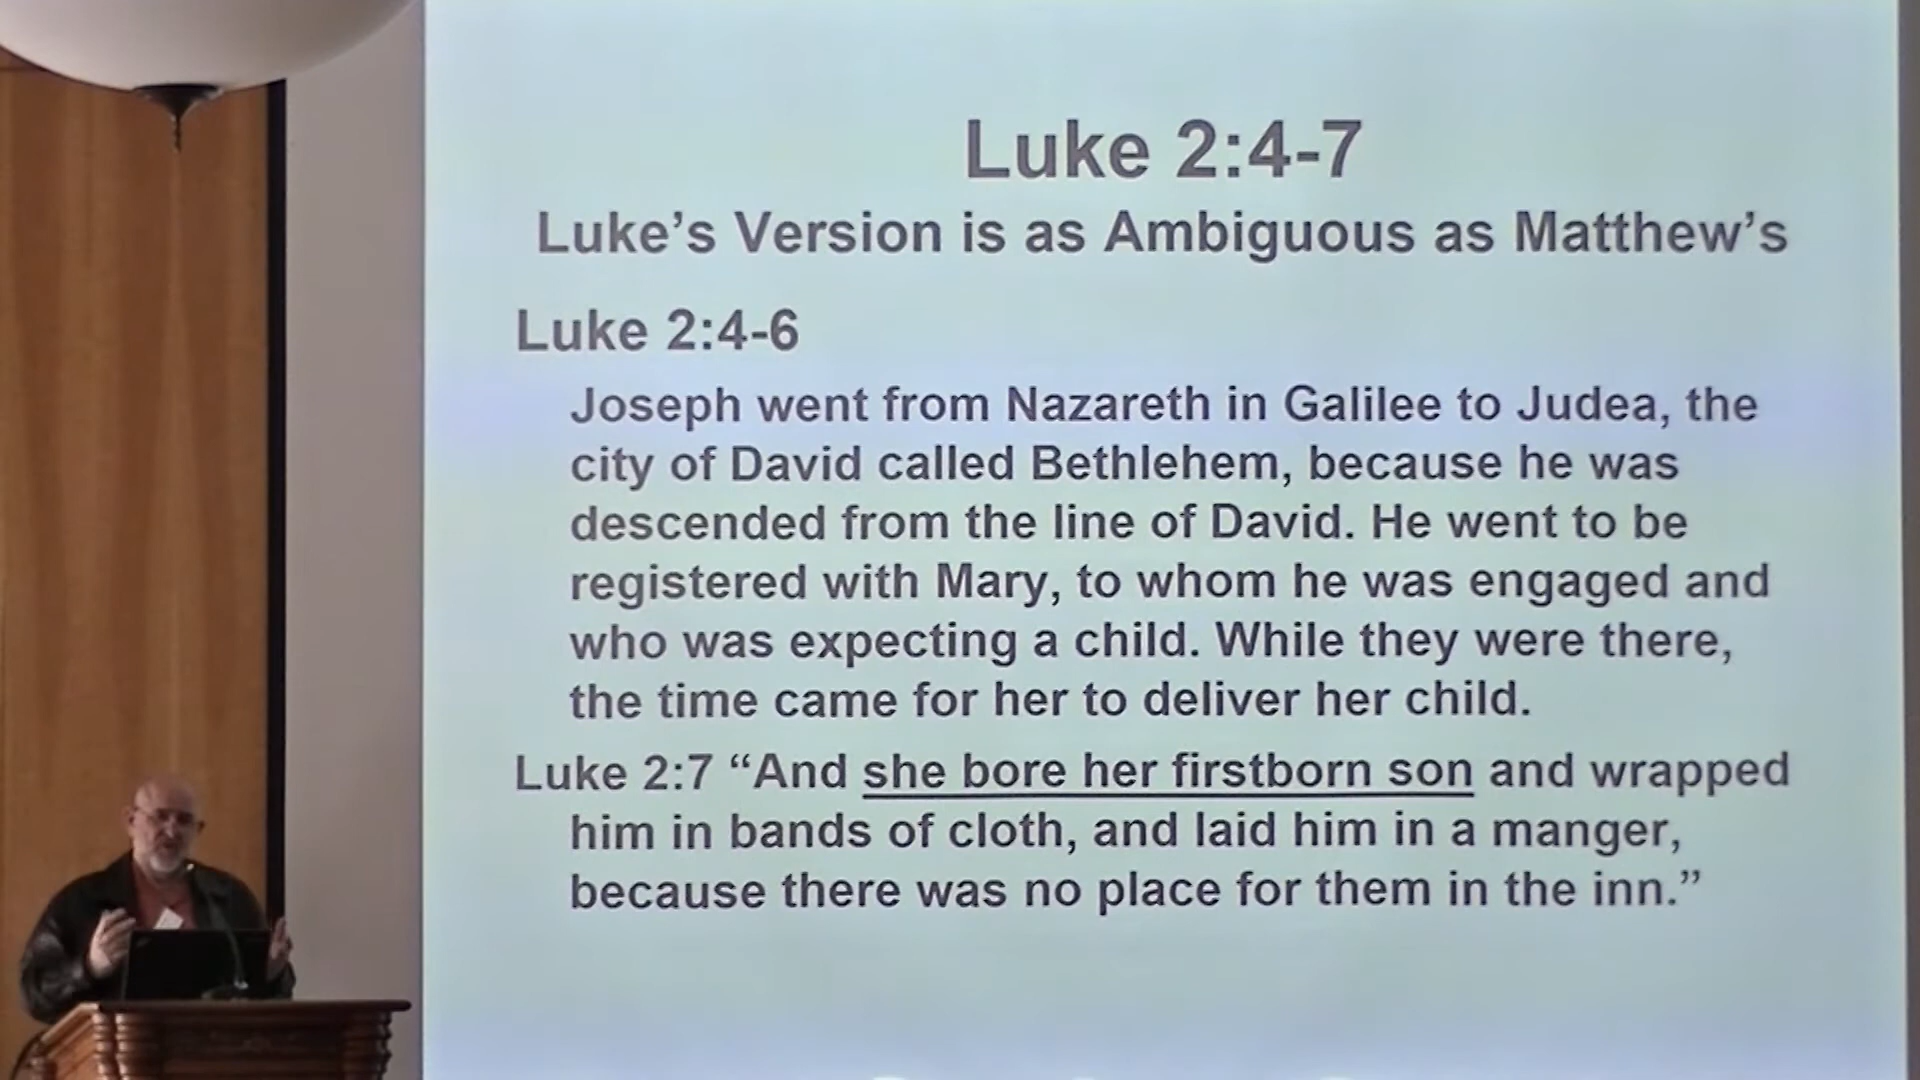 Luke 2:4-7
Luke’s Version is as Ambiguous as Matthew’s
Luke 2:4-6
Joseph went from Nazareth in Galilee to Judea, the
city of David called Bethlehem, because he was
descended from the line of David. He went to be
registered with Mary, to whom he was engaged and
who was expecting a child. While they were there,
the time came for her to deliver her child.
Luke 2:7 “And she bore her firstborn son and wrapped
him in bands of cloth, and laid him in a manger,
because there was no place for them in the inn.”